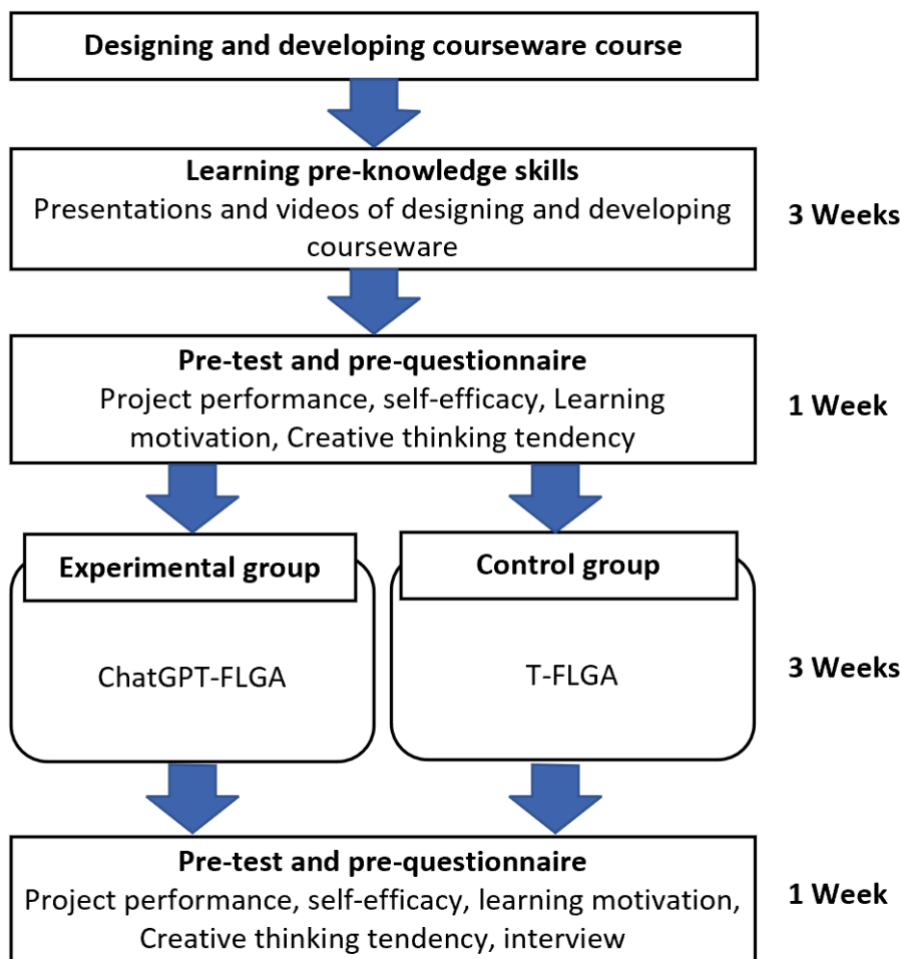 Designing and developing courseware course
Learning pre-knowledge skills
Presentations and videos of designing and developing
courseware
3 Weeks
Pre-test and pre-questionnaire
Project performance, self-efficacy, Learning
motivation, Creative thinking tendency
1 Week
Experimental group
Control group
ChatGPT-FLGA
T-FLGA
3 Weeks
Pre-test and pre-questionnaire
Project performance, self-efficacy, learning motivation,
Creative thinking tendency, interview
1 Week